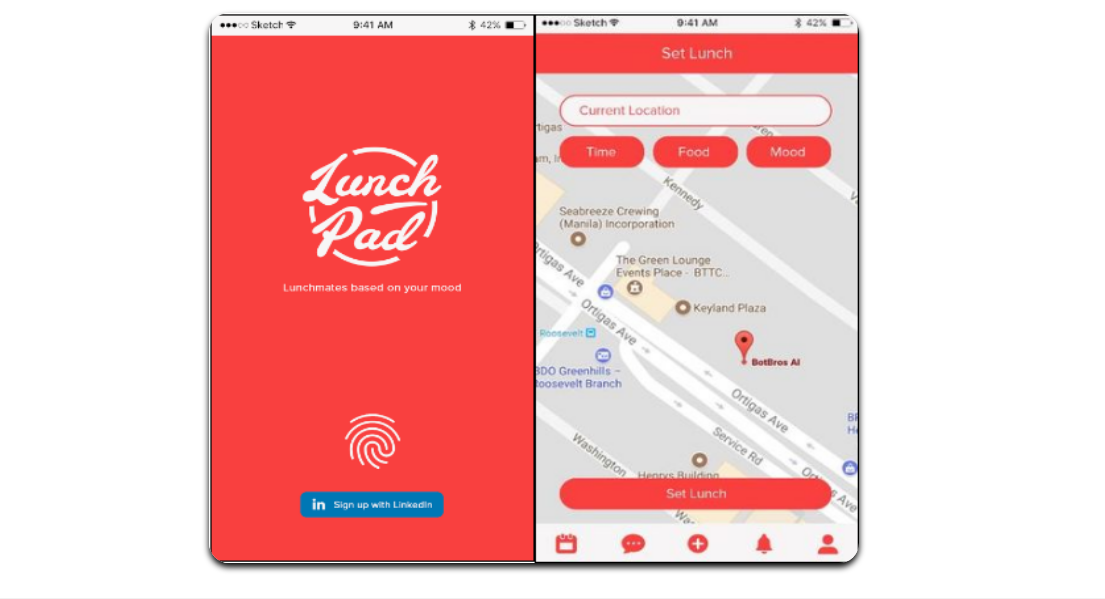 Sketch
9:41 AM
42%
Lunch
Pad
Lunchmates based on your mood
in Sign up with LinkedIn
Sketch
9:41 AM
42%
Set Lunch
Current Location
rtigas
Time
Food
Mood
Kennedy
Seabreeze Crewing
(Manila) Incorporation
Ortigas Ave
The Green Lounge
Events Place - BTTC...
Ortigas Ave
Keyland Plaza
Roosevelt
BotBros AI
BDO Greenhills -
Roosevelt Branch
Ortigas Ave
Service Rd
Washington
Henrys Building
Set Lunch